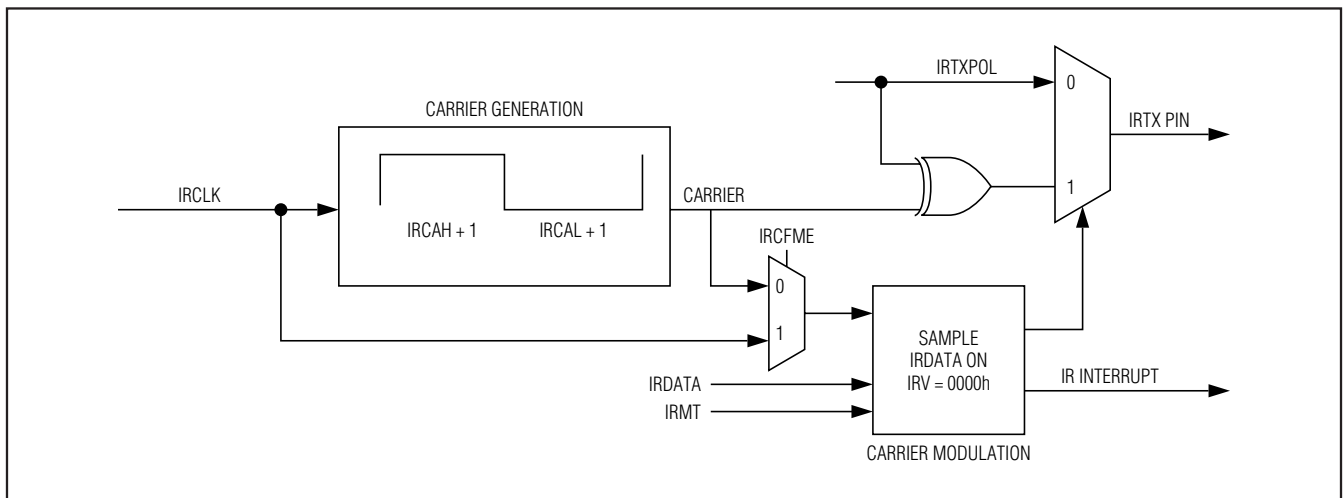 IRTXPOL
0
CARRIER GENERATION
IRTX PIN
IRCLK
CARRIER
1
IRCAH + 1
IRCAL + 1
IRCFME
0
1
SAMPLE
IRDATA ON
IRV = 0000h
IRDATA
IR INTERRUPT
IRMT
CARRIER MODULATION